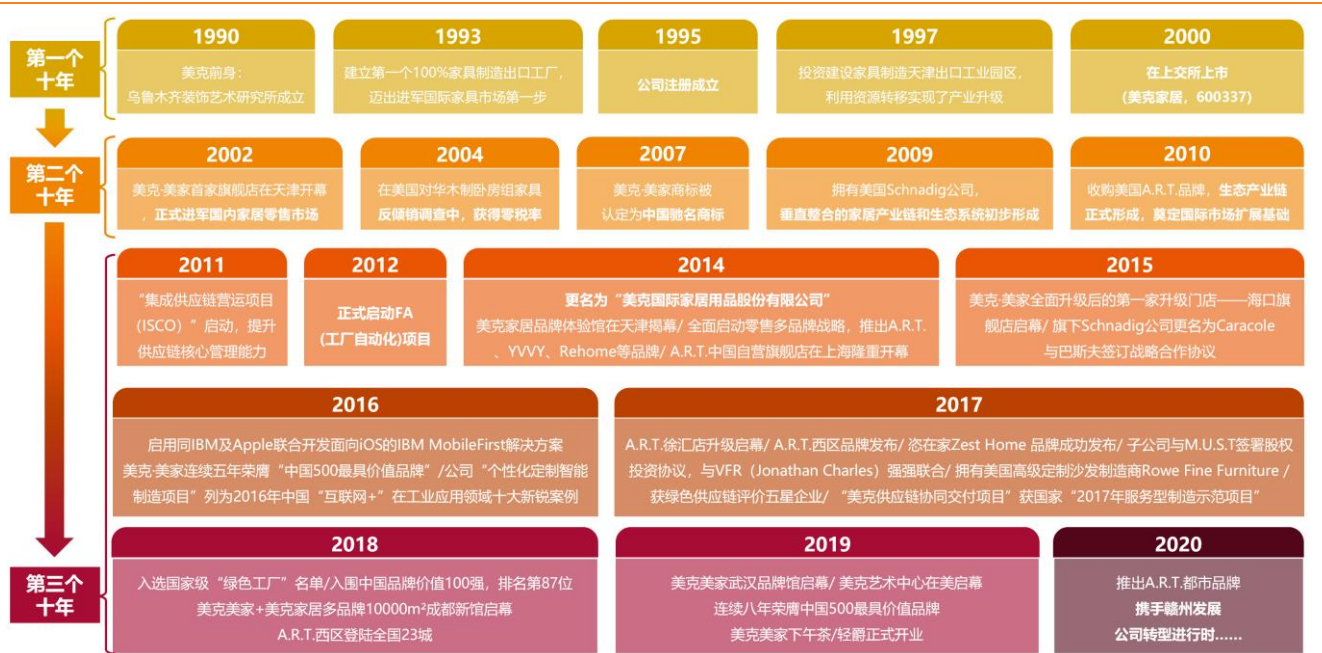 第一个
十年
1990
美克前身：
乌鲁木齐装饰艺术研究所成立
1993
建立第一个100%家具制造出口工厂，
迈出进军国际家具市场第一步
1995
公司注册成立
1997
投资建设家具制造天津出口工业园区，
利用资源转移实现了产业升级
2000
在上交所上市
(美克家居，600337)
第二个
十年
2002
美克·美家首家旗舰店在天津开幕
，正式进军国内家居零售市场
2004
在美国对华木制卧房组家具
反倾销调查中，获得零税率
2007
美克·美家商标被
认定为中国驰名商标
2009
拥有美国Schnadig公司，
垂直整合的家居产业链和生态系统初步形成
2010
收购美国A.R.T.品牌，生态产业链
正式形成，奠定国际市场扩展基础
2011
“集成供应链营运项目
（ISCO）”启动，提升
供应链核心管理能力
2012
正式启动FA
(工厂自动化)项目
2014
更名为“美克国际家居用品股份有限公司”
美克家居品牌体验馆在天津揭幕/ 全面启动零售多品牌战略，推出A.R.T.
、YVVY、Rehome等品牌/ A.R.T.中国自营旗舰店在上海隆重开幕
2015
美克·美家全面升级后的第一家升级门店——海口旗
舰店启幕/ 旗下Schnadig公司更名为Caracole
与巴斯夫签订战略合作协议
2016
启用同IBM及Apple联合开发面向iOS的IBM MobileFirst解决方案
美克·美家连续五年荣膺“中国500最具价值品牌”/公司“个性化定制智能
制造项目”列为2016年中国“互联网+”在工业应用领域十大新锐案例
2017
A.R.T.徐汇店升级启幕/ A.R.T.西区品牌发布/ 恣在家Zest Home 品牌成功发布/ 子公司与M.U.S.T签署股权
投资协议，与VFR（Jonathan Charles）强强联合/ 拥有美国高级定制沙发制造商Rowe Fine Furniture /
获绿色供应链评价五星企业/ “美克供应链协同交付项目”获国家“2017年服务型制造示范项目”
第三个
十年
2018
入选国家级“绿色工厂”名单/入围中国品牌价值100强，排名第87位
美克美家+美克家居多品牌10000m²成都新馆启幕
A.R.T.西区登陆全国23城
2019
美克美家武汉品牌馆启幕/ 美克艺术中心在美启幕
连续八年荣膺中国500最具价值品牌
美克美家下午茶/轻爵正式开业
2020
推出A.R.T.都市品牌
携手赣州发展
公司转型进行时......